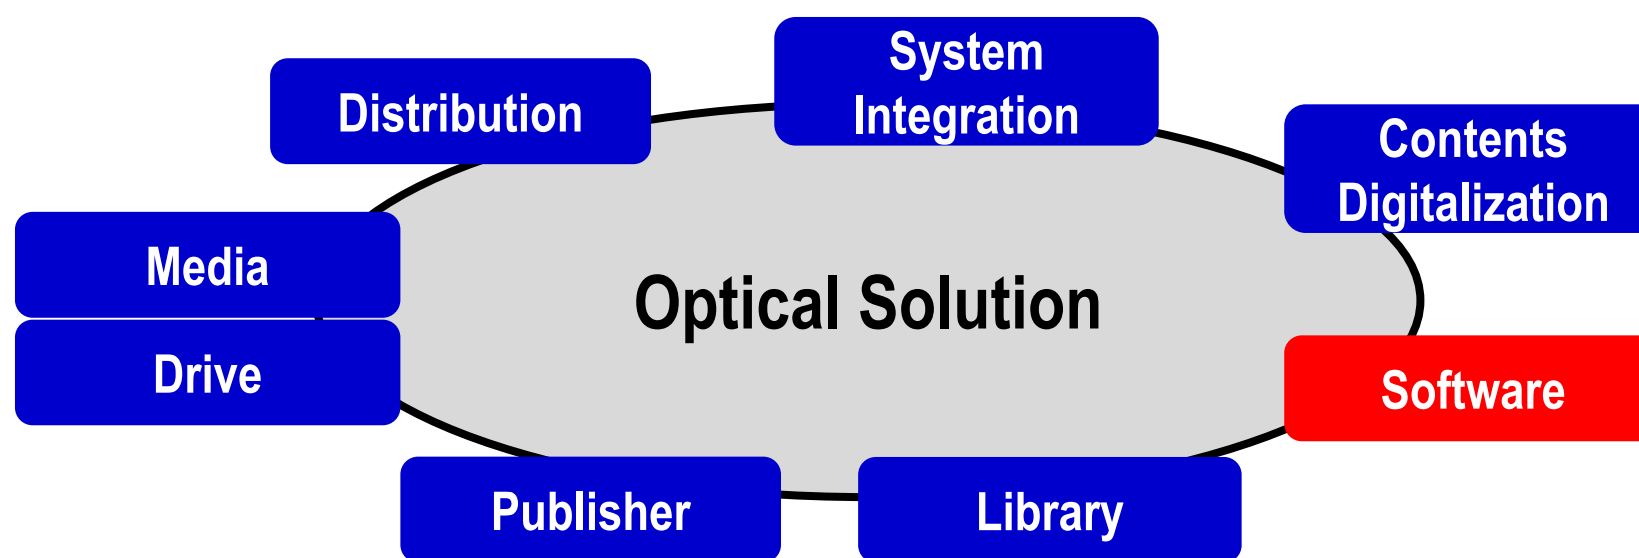 System
Integration
Distribution
Contents
Digitalization
Media
Optical Solution
Drive
Software
Publisher
Library